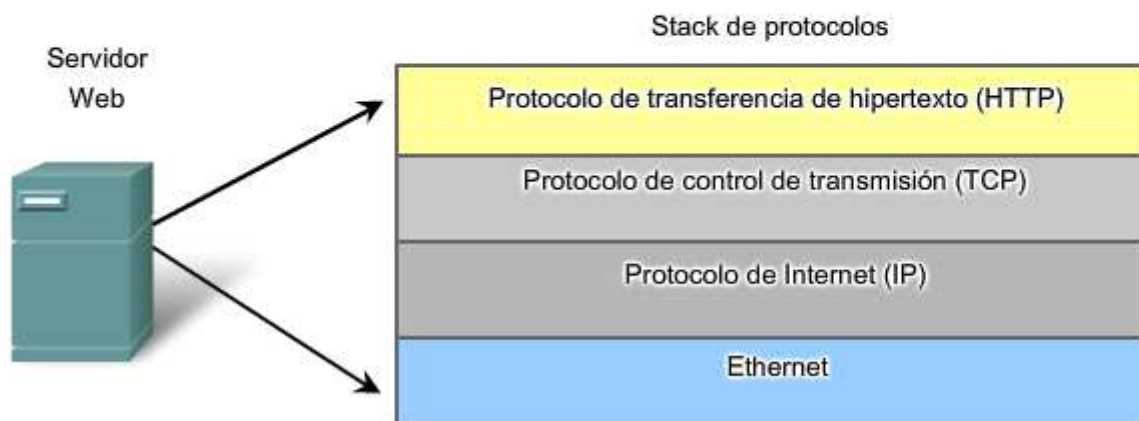 Stack de protocolos
Servidor
Web
Protocolo de transferencia de hipertexto (HTTP)
Protocolo de control de transmisión (TCP)
Protocolo de Internet (IP)
Ethernet